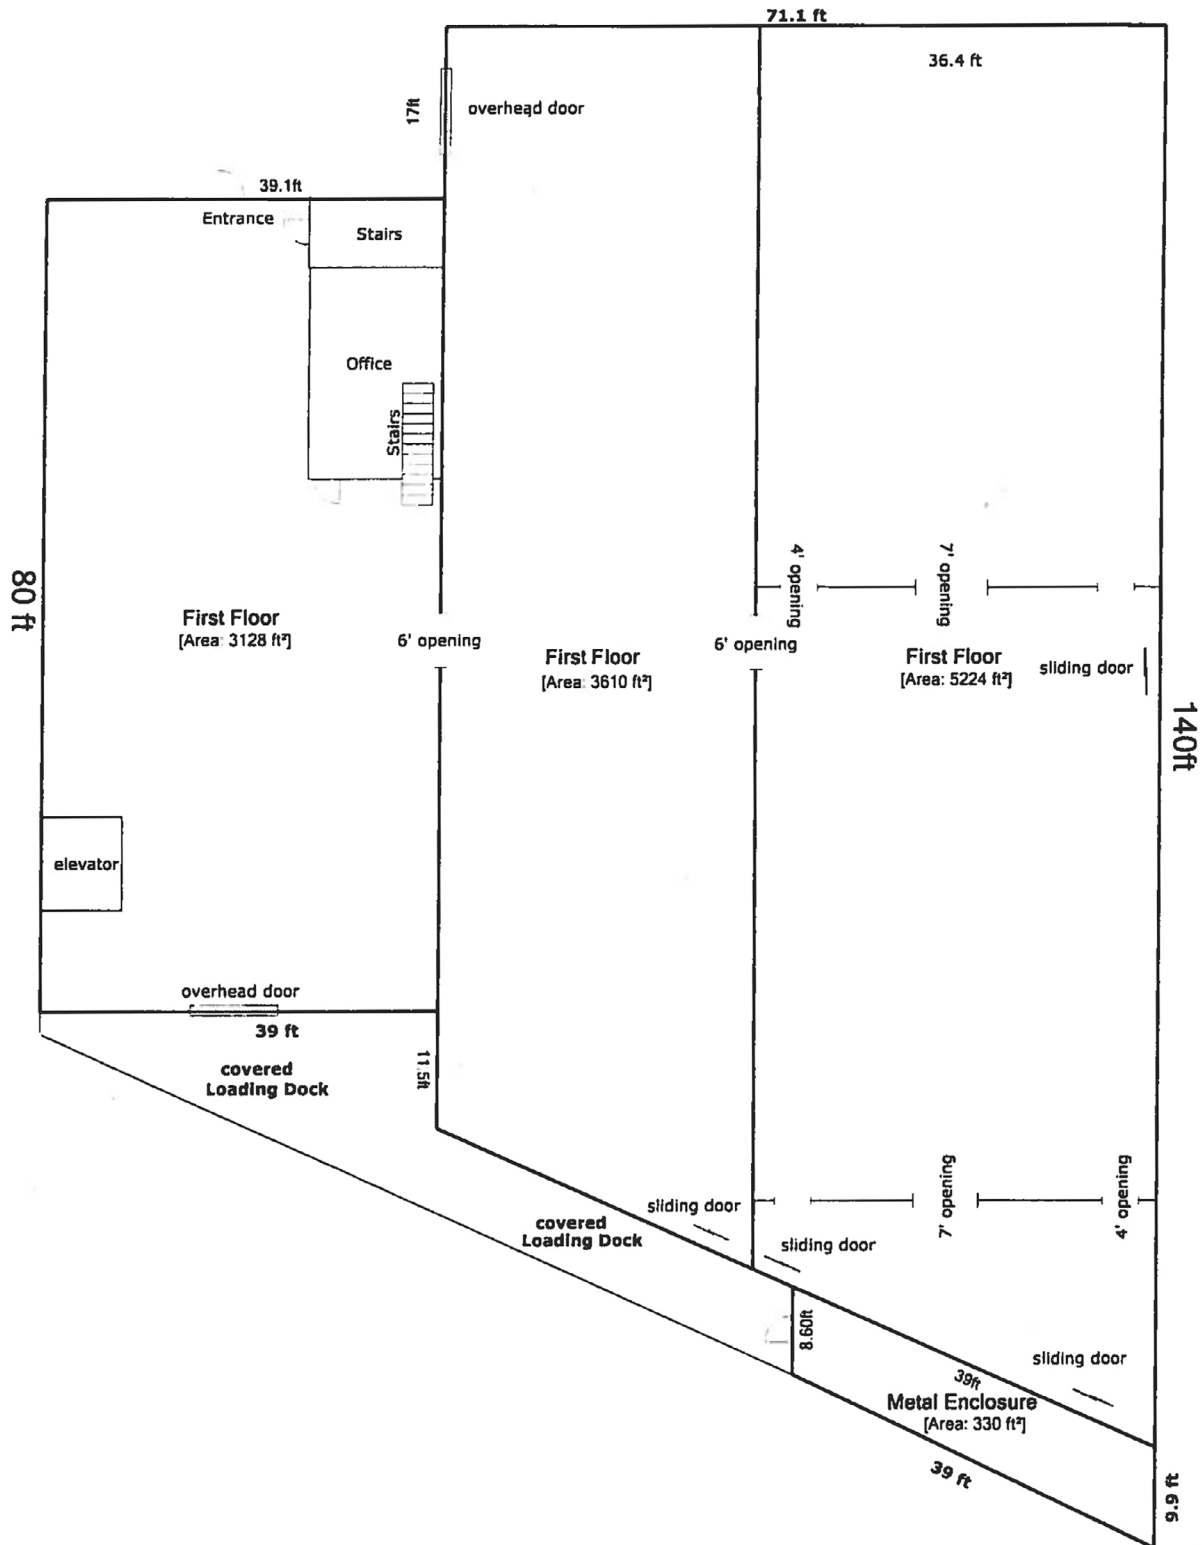 71.1 ft
36.4 ft
17ft
overhead door
39.1ft
Entrance
Stairs
Office
Stairs
80 ft
First Floor
[Area: 3128 ft²]
6' opening
First Floor
[Area: 3610 ft²]
6' opening
4' opening
7' opening
First Floor
[Area: 5224 ft²]
sliding door
140ft
elevator
overhead door
39 ft
covered
Loading Dock
11.5ft
sliding door
covered
Loading Dock
sliding door
7' opening
4' opening
8.60ft
sliding door
39ft
Metal Enclosure
[Area: 330 ft²]
39 ft
9.9 ft